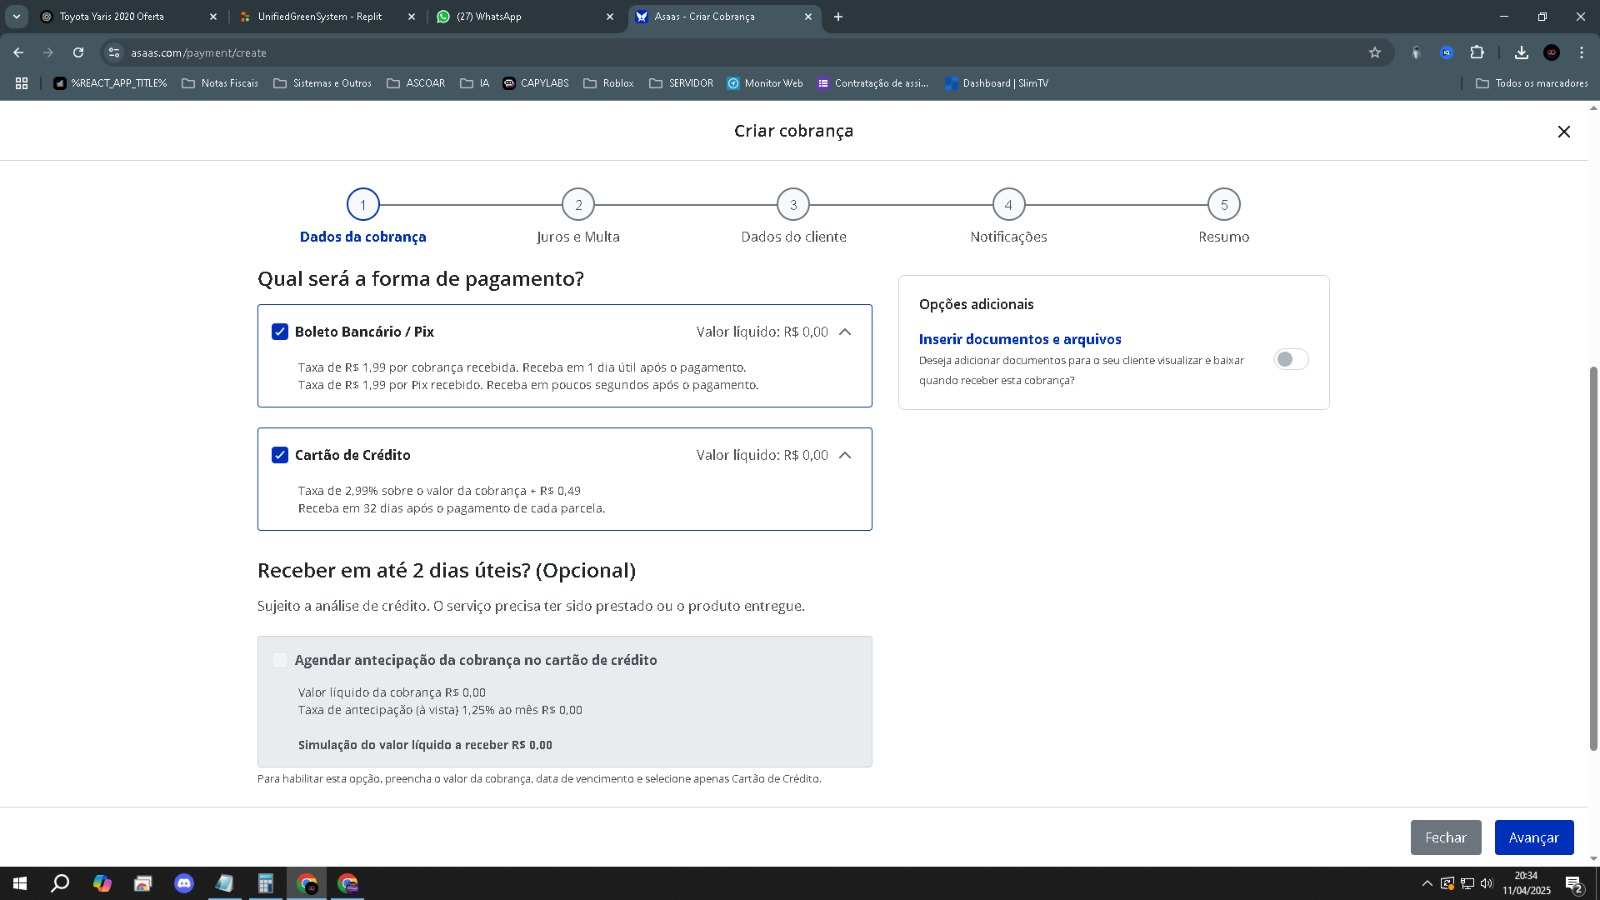 Toyota Yaris 2020 Oferta
UnifiedGreenSystem - Replit
(27) WhatsApp
Asaas - Criar Cobrança
asaas.com/payment/create
%REACT_APP_TITLE%
Notas Fiscais
Sistemas e Outros
ASCOAR
IA
CAPYLABS
Roblox
SERVIDOR
Monitor Web
Contratação de assi...
Dashboard | SlimTV
Todos os marcadores
Criar cobrança
1
2
3
4
5
Dados da cobrança
Juros e Multa
Dados do cliente
Notificações
Resumo
Qual será a forma de pagamento?
Boleto Bancário / Pix
Valor líquido: R$ 0,00
Taxa de R$ 1,99 por cobrança recebida. Receba em 1 dia útil após o pagamento.
Taxa de R$ 1,99 por Pix recebido. Receba em poucos segundos após o pagamento.
Cartão de Crédito
Valor líquido: R$ 0,00
Taxa de 2,99% sobre o valor da cobrança + R$ 0,49
Receba em 32 dias após o pagamento de cada parcela.
Receber em até 2 dias úteis? (Opcional)
Sujeito a análise de crédito. O serviço precisa ter sido prestado ou o produto entregue.
Agendar antecipação da cobrança no cartão de crédito
Valor líquido da cobrança R$ 0,00
Taxa de antecipação (à vista) 1,25% ao mês R$ 0,00
Simulação do valor líquido a receber R$ 0,00
Para habilitar esta opção, preencha o valor da cobrança, data de vencimento e selecione apenas Cartão de Crédito.
Opções adicionais
Inserir documentos e arquivos
Deseja adicionar documentos para o seu cliente visualizar e baixar
quando receber esta cobrança?
Fechar
Avançar
20:34
11/04/2025
2